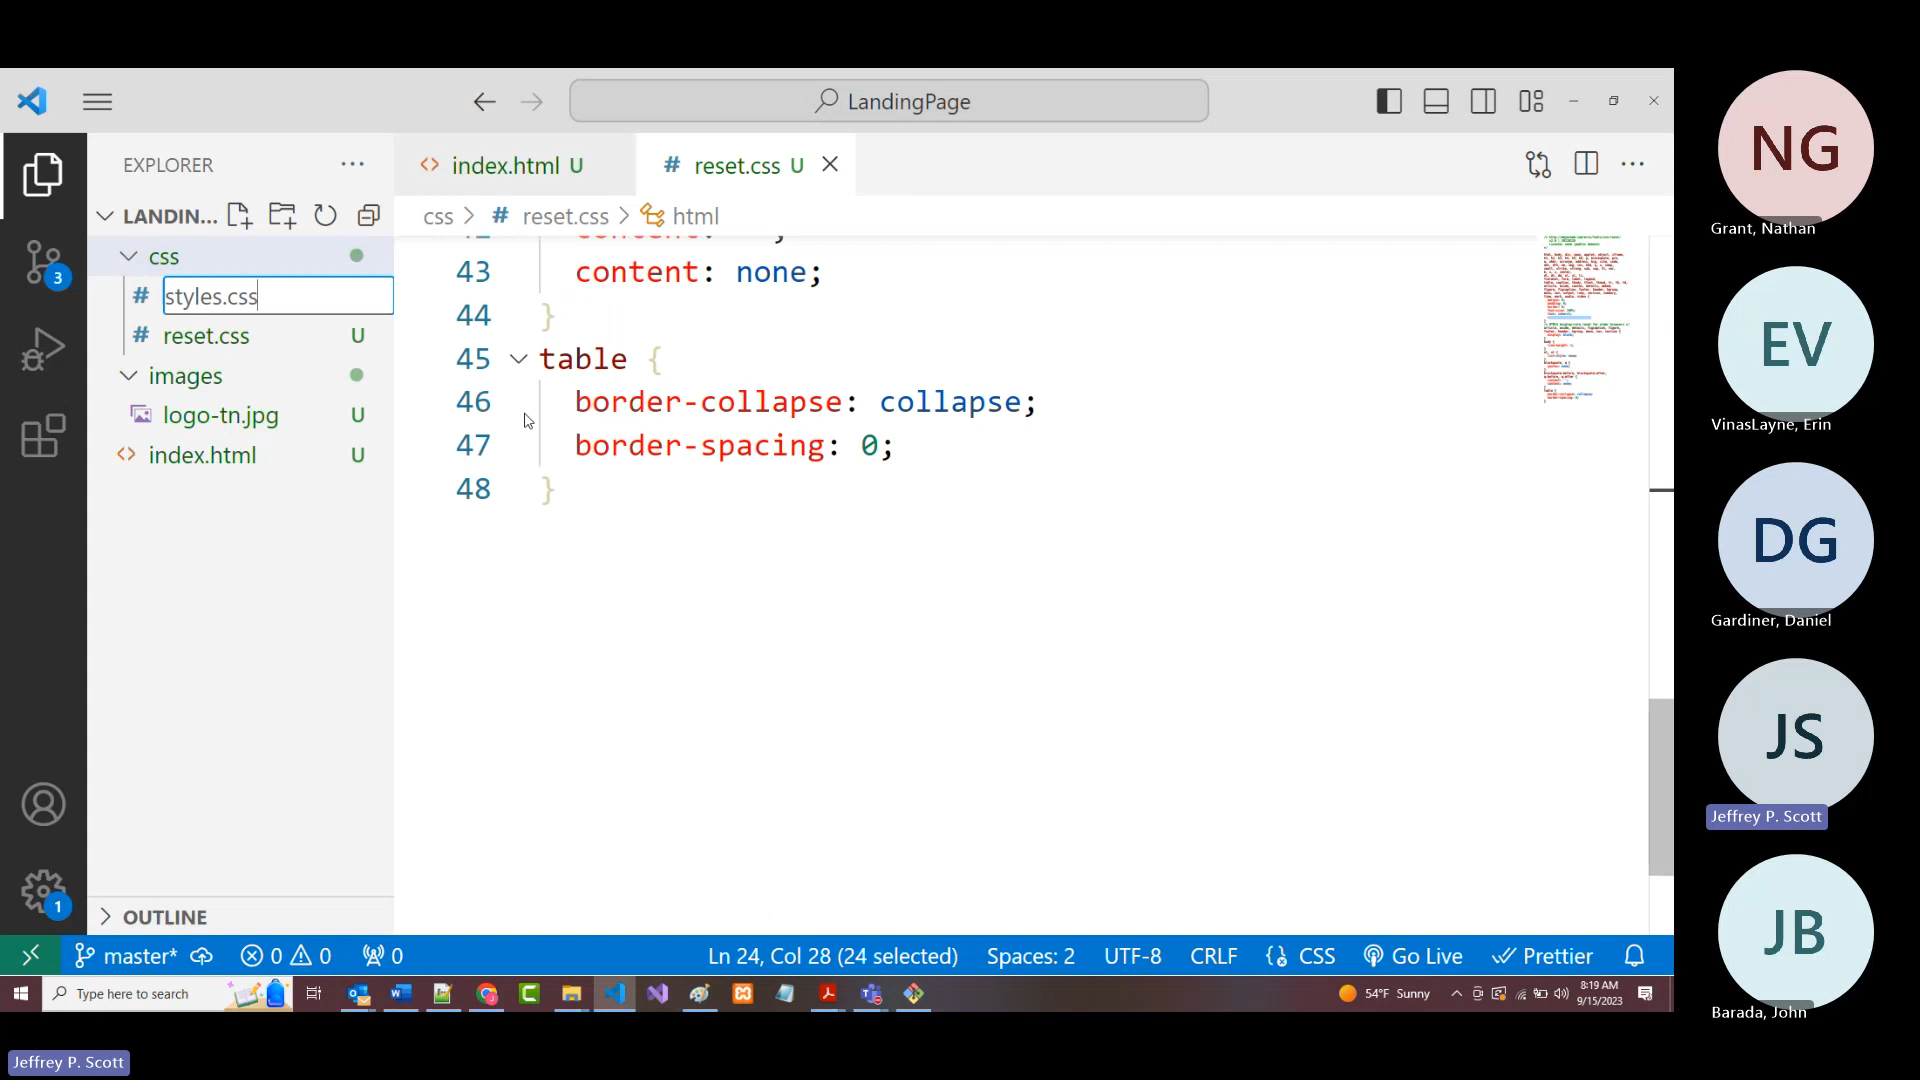 LandingPage
EXPLORER
index.html U
reset.css U
LANDIN...
css > # reset.css > html
css
styles.css
reset.css U
images
logo-tn.jpg U
index.html U
43 content: none;
44 }
45 table {
46 border-collapse: collapse;
47 border-spacing: 0;
48 }
3
1
OUTLINE
master* 0 0 0 Ln 24, Col 28 (24 selected) Spaces: 2 UTF-8 CRLF CSS Go Live Prettier
Type here to search
54°F Sunny
8:19 AM
9/15/2023
NG
Grant, Nathan
EV
VinasLayne, Erin
DG
Gardiner, Daniel
JS
Jeffrey P. Scott
JB
Barada, John
Jeffrey P. Scott